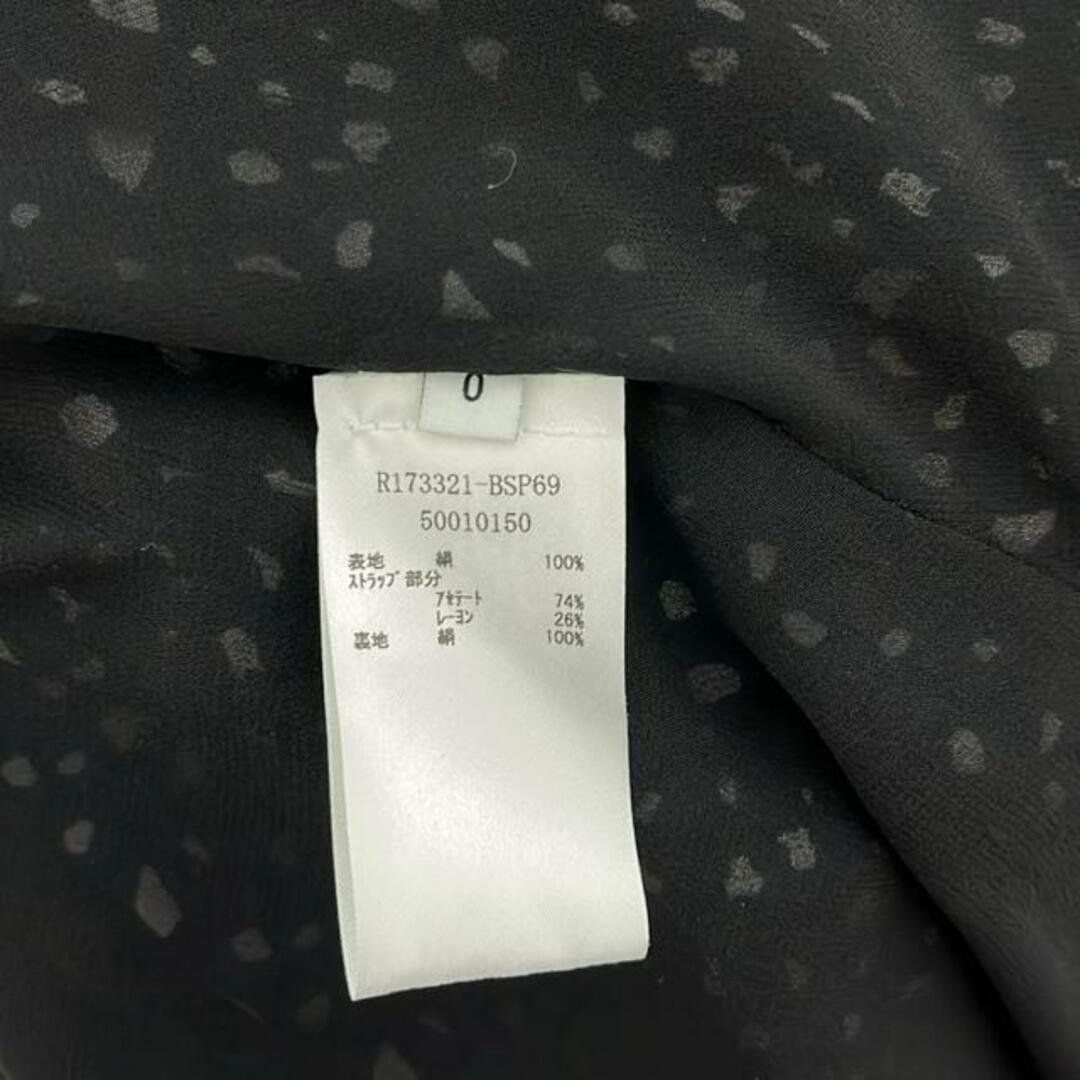 0
R173321-BSP69
50010150
表地 絹 100%
ｽﾄﾗｯﾌﾟ部分
ｱｾﾃｰﾄ 74%
ﾚｰﾖﾝ 26%
裏地 絹 100%